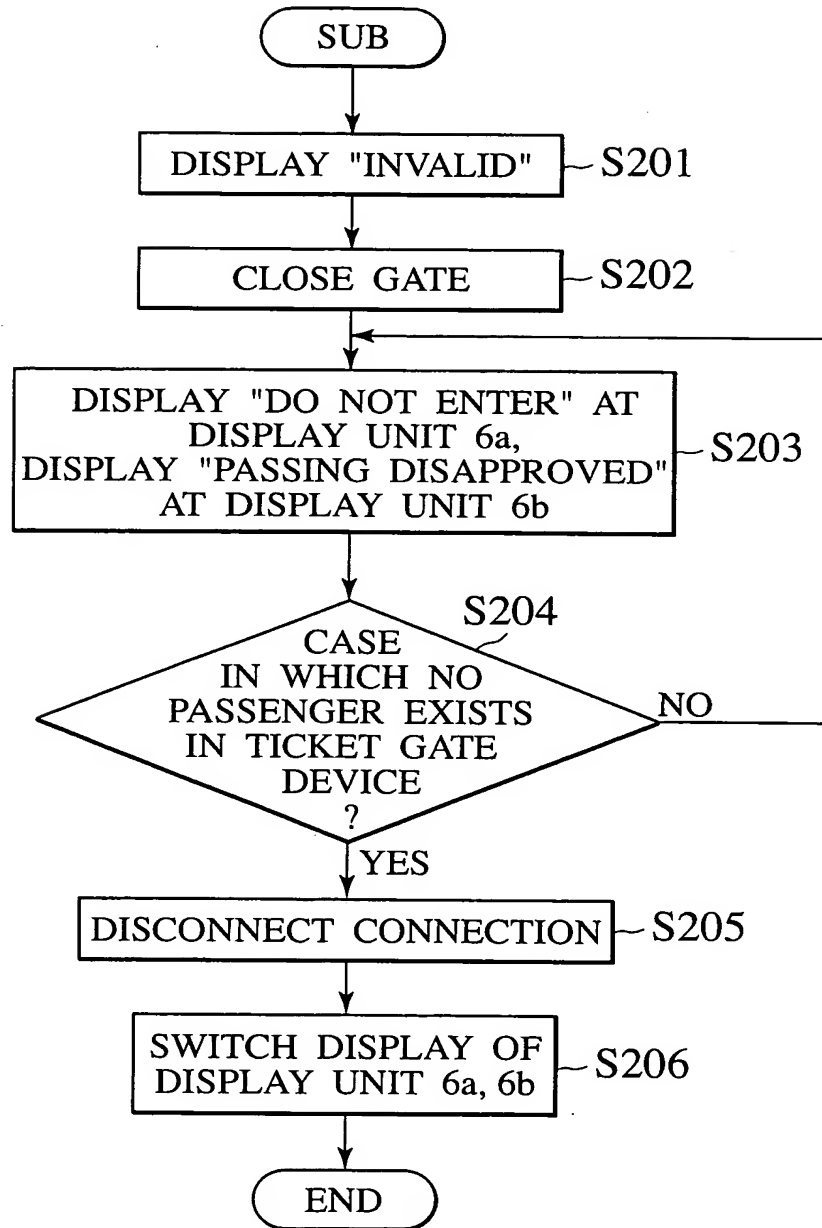 SUB
DISPLAY "INVALID"
S201
CLOSE GATE
S202
DISPLAY "DO NOT ENTER" AT
DISPLAY UNIT 6a,
DISPLAY "PASSING DISAPPROVED"
AT DISPLAY UNIT 6b
S203
S204
CASE
IN WHICH NO
PASSENGER EXISTS
IN TICKET GATE
DEVICE
?
NO
YES
DISCONNECT CONNECTION
S205
SWITCH DISPLAY OF
DISPLAY UNIT 6a, 6b
S206
END